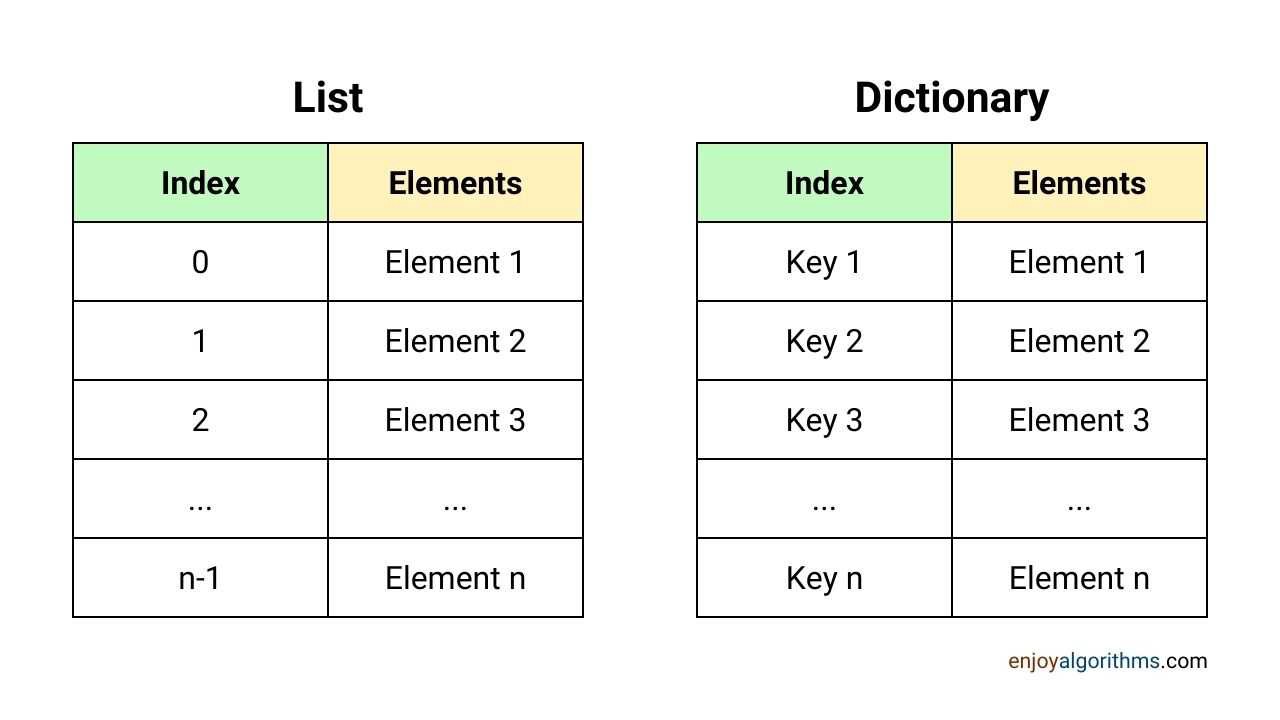 List
Index Elements
0 Element 1
1 Element 2
2 Element 3
... ...
n-1 Element n
Dictionary
Index Elements
Key 1 Element 1
Key 2 Element 2
Key 3 Element 3
... ...
Key n Element n
enjoyalgorithms.com